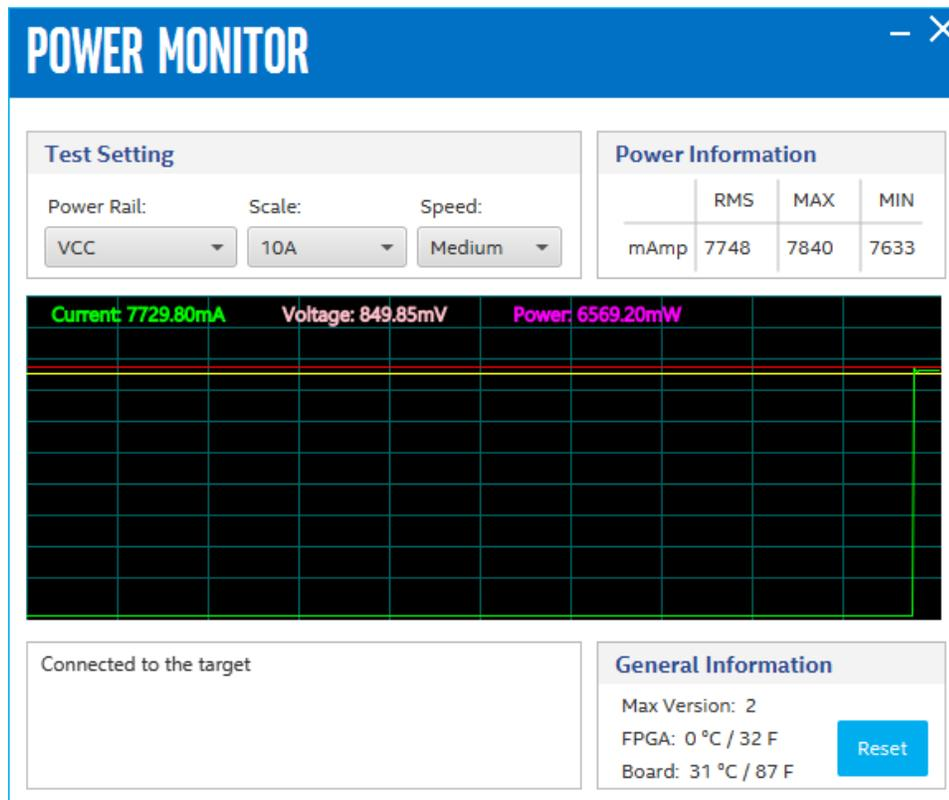 POWER MONITOR
Test Setting
Power Rail: Scale: Speed:
VCC 10A Medium
Power Information
RMS MAX MIN
mAmp 7748 7840 7633
Current: 7729.80mA Voltage: 849.85mV Power: 6569.20mW
Connected to the target
General Information
Max Version: 2
FPGA: 0 °C / 32 F
Board: 31 °C / 87 F
Reset